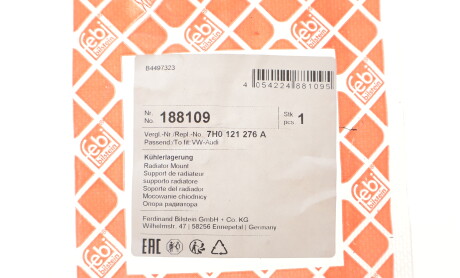 febi
bilstein
B4497323
4 054224 881095
Nr.
No. 188109
Stk
pcs 1
Vergl.-Nr./Repl.-No. 7H0 121 276 A
Passend:/To fit: VW-Audi
Kühlerlagerung
Radiator Mount
Support de radiateur
supporto radiatore
Soporte del radiador
Mocowanie chłodnicy
Опора радиатора
Ferdinand Bilstein GmbH + Co. KG
Wilhelmstr. 47 | 58256 Ennepetal | Germany
EAC